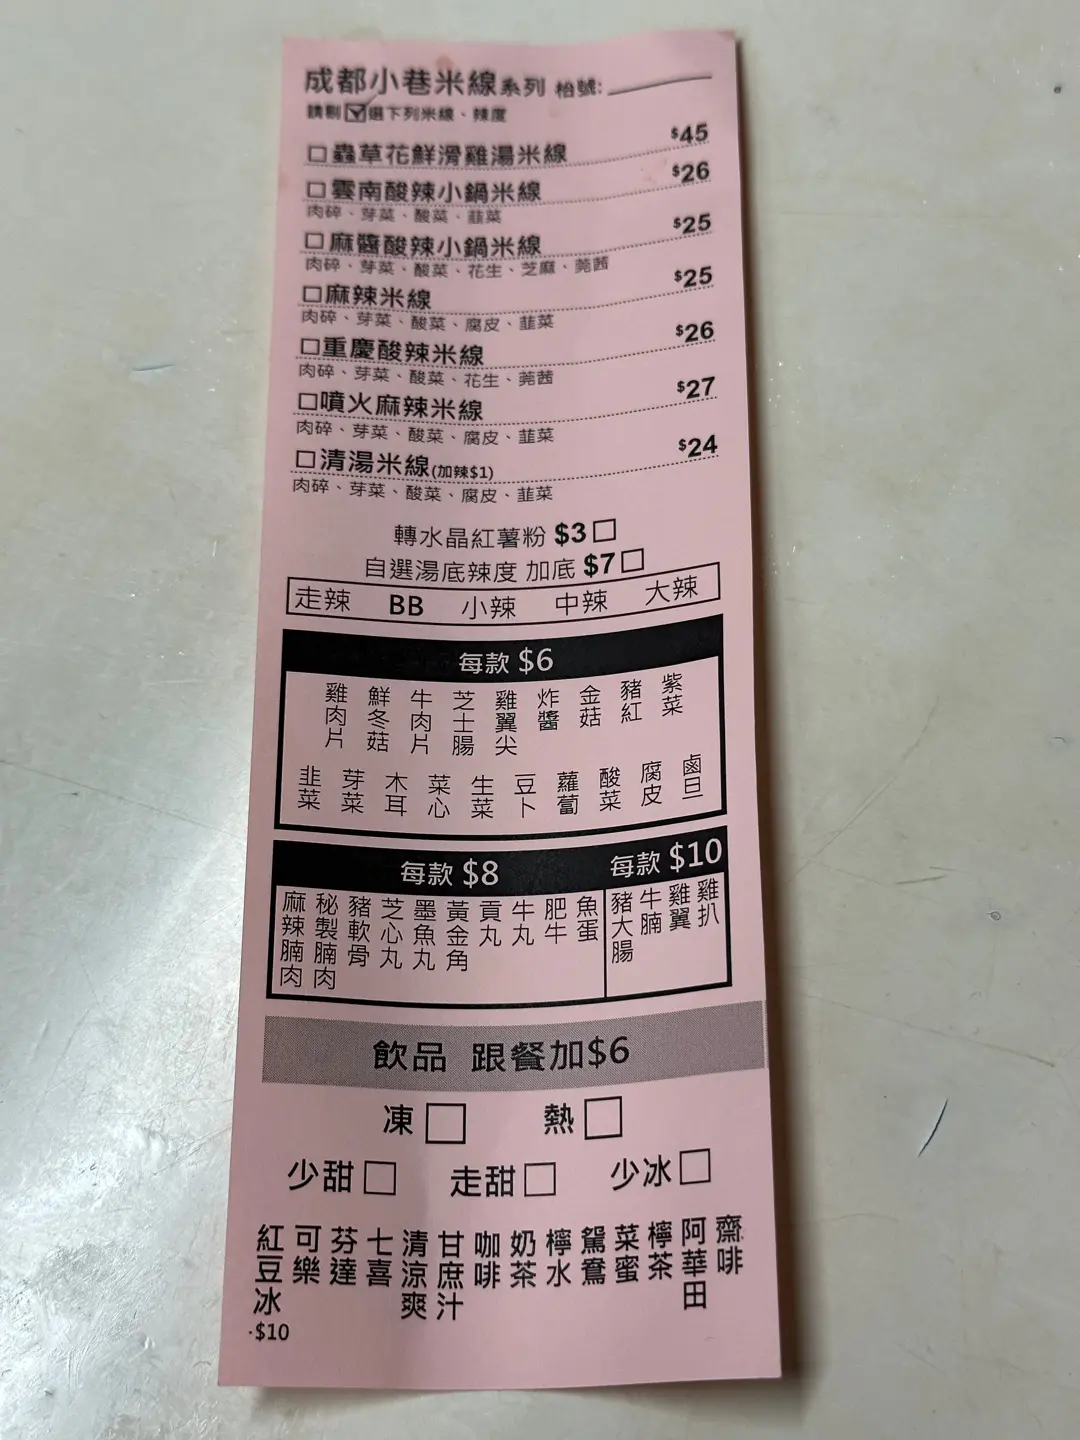 成都小巷米線系列 枱號:
請剔☑選下列米線、辣度
□蟲草花鮮滑雞湯米線 $45
□雲南酸辣小鍋米線 $26
肉碎、芽菜、酸菜、韮菜
□麻醬酸辣小鍋米線 $25
肉碎、芽菜、酸菜、花生、芝麻、莞茜
□麻辣米線 $25
肉碎、芽菜、酸菜、腐皮、韮菜
□重慶酸辣米線 $26
肉碎、芽菜、酸菜、花生、莞茜
□噴火麻辣米線 $27
肉碎、芽菜、酸菜、腐皮、韮菜
□清湯米線(加辣$1) $24
肉碎、芽菜、酸菜、腐皮、韮菜
轉水晶紅薯粉 $3□
自選湯底辣度 加底 $7□
走辣 BB 小辣 中辣 大辣
每款 $6
雞肉片 鮮冬菇 牛肉片 芝士腸 雞翼尖 炸醬 金菇 豬紅 紫菜
韭菜 芽菜 木耳 菜心 生菜 豆卜 蘿蔔 酸菜 腐皮 鹵旦
每款 $8
麻辣腩肉 秘製腩肉 豬軟骨 芝心丸 墨魚丸 黃金角 貢丸 牛丸 肥牛 魚蛋
每款 $10
豬大腸 牛腩 雞翼 雞扒
飲品 跟餐加$6
凍□ 熱□
少甜□ 走甜□ 少冰□
紅豆冰 可樂 芬達 七喜 清涼爽 甘庶汁 咖啡 奶茶 檸水 鴛鴦 菜蜜 檸茶 阿華田 齋啡
·$10